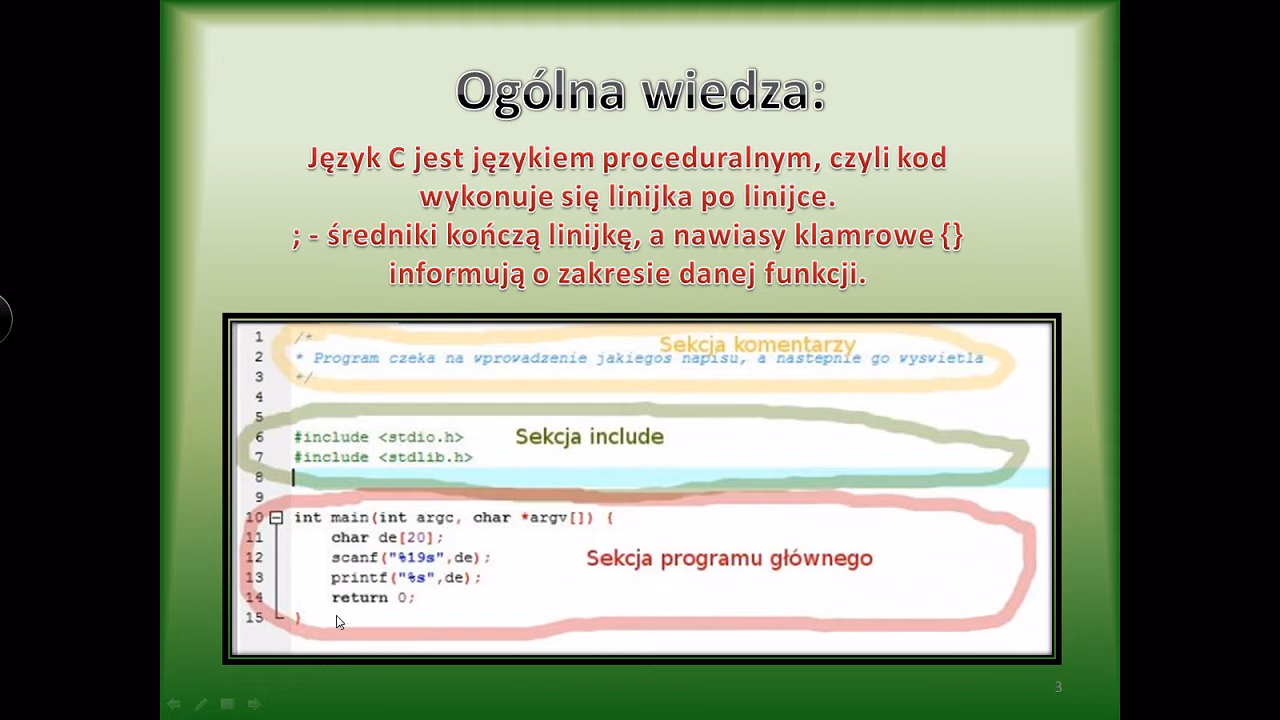 Ogólna wiedza:
Język C jest językiem proceduralnym, czyli kod
wykonuje się linijka po linijce.
; - średniki kończą linijkę, a nawiasy klamrowe {}
informują o zakresie danej funkcji.
1 /*
Sekcja komentarzy
2 * Program czeka na wprowadzenie jakiegos napisu, a nastepnie go wyswietla
3 */
4
5
6 #include <stdio.h>
Sekcja include
7 #include <stdlib.h>
8
9
10 int main(int argc, char *argv[]) {
11 char de[20];
12 scanf("%19s",de);
Sekcja programu głównego
13 printf("%s",de);
14 return 0;
15 }
3